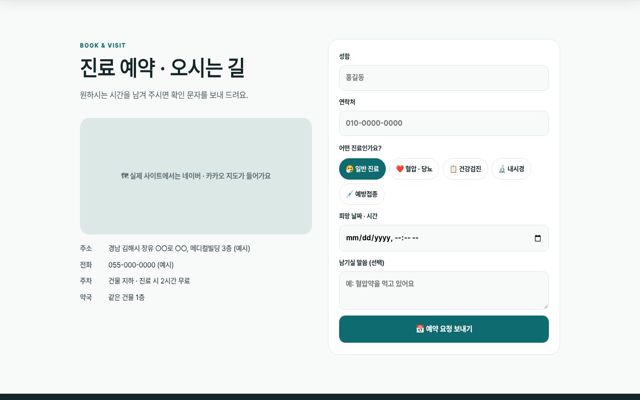 BOOK & VISIT
진료 예약 · 오시는 길
원하시는 시간을 남겨 주시면 확인 문자를 보내 드려요.
🗺 실제 사이트에서는 네이버 · 카카오 지도가 들어가요
주소 경남 김해시 장유 OO로 OO, 메디컬빌딩 3층 (예시)
전화 055-000-0000 (예시)
주차 건물 지하 · 진료 시 2시간 무료
약국 같은 건물 1층
성함
홍길동
연락처
010-0000-0000
어떤 진료인가요?
🤧 일반 진료 ❤️ 혈압 · 당뇨 📋 건강검진 🔬 내시경
💉 예방접종
희망 날짜 · 시간
mm/dd/yyyy, --:-- --
남기실 말씀 (선택)
예: 혈압약을 먹고 있어요
📅 예약 요청 보내기